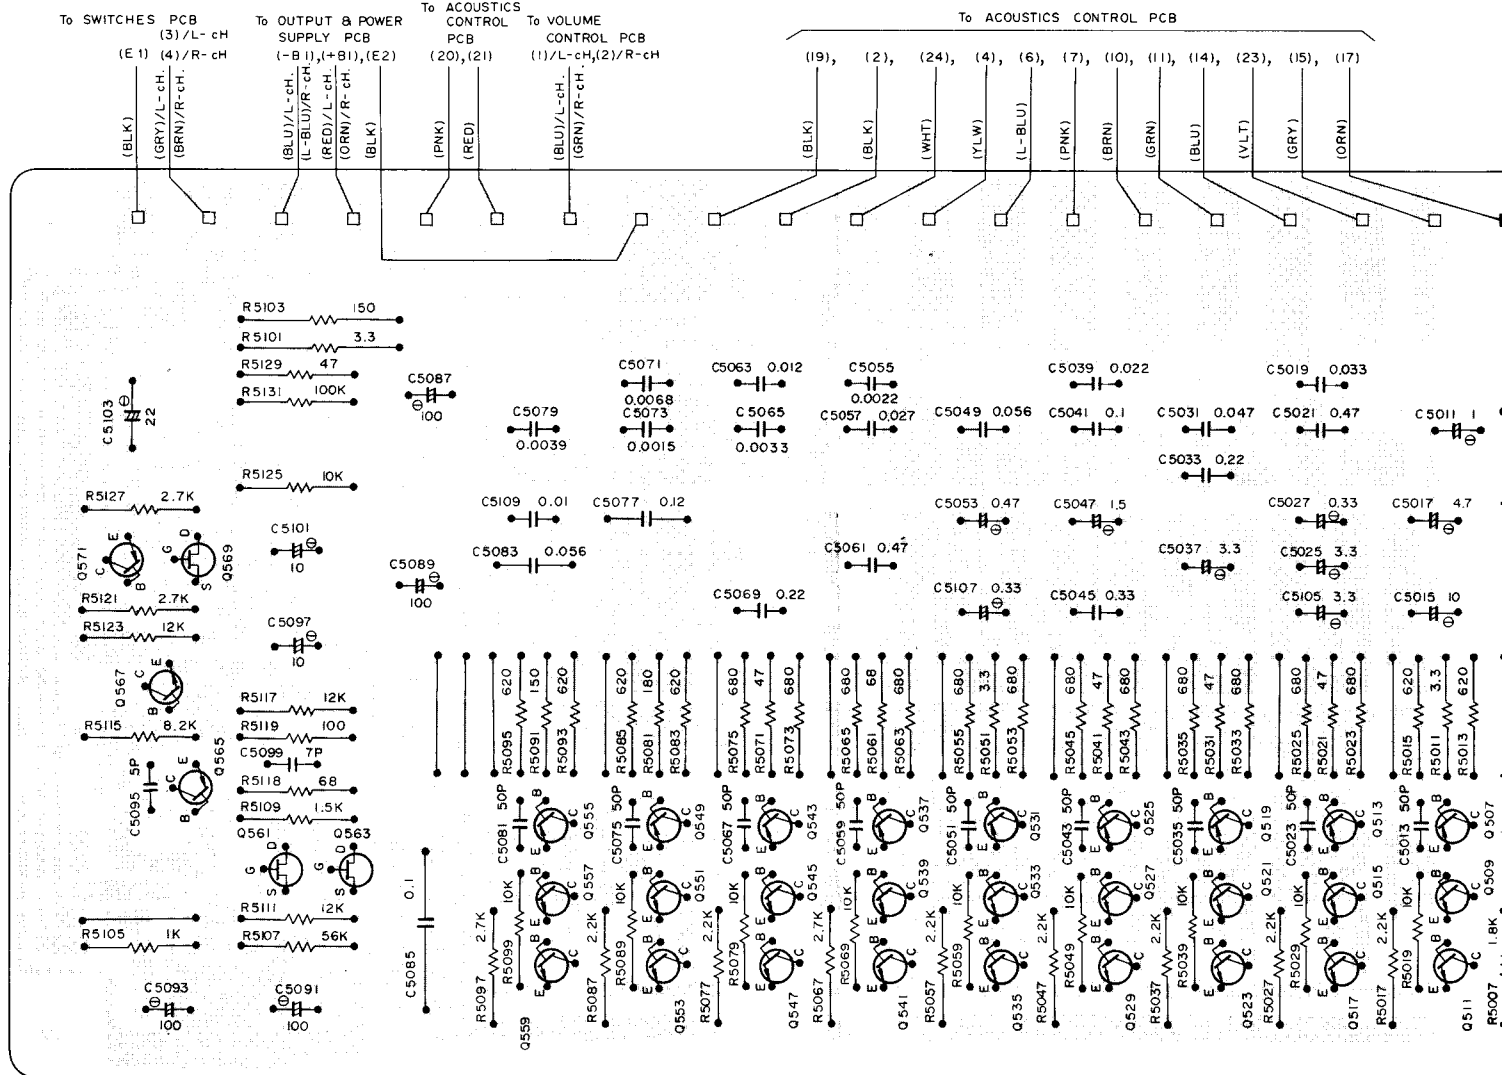 To SWITCHES PCB
(3)/L-cH
(E1) (4)/R-cH
To OUTPUT & POWER
SUPPLY PCB
(-B1),(+B1),(E2)
To ACOUSTICS
CONTROL
PCB
(20),(21)
To VOLUME
CONTROL PCB
(1)/L-cH,(2)/R-cH
To ACOUSTICS CONTROL PCB
(19), (2), (24), (4), (6), (7), (10), (11), (14), (23), (15), (17)
(BLK)
(GRY)/L-cH.
(BRN)/R-cH.
(BLU)/L-cH.
(L-BLU)/R-cH.
(RED)/L-cH.
(ORN)/R-cH.
(BLK)
(PNK)
(RED)
(BLU)/L-cH.
(GRN)/R-cH.
(BLK)
(BLK)
(WHT)
(YLW)
(L-BLU)
(PNK)
(BRN)
(GRN)
(BLU)
(VLT)
(GRY)
(ORN)
R5103 150
R5101 3.3
R5129 47
R5131 100K
C5103 ⊖ 22
C5087 ⊖ 100
C5071 0.0068
C5063 0.012
C5055 0.0022
C5039 0.022
C5019 0.033
C5079 0.0039
C5073 0.0015
C5065 0.0033
C5057 0.027
C5049 0.056
C5041 0.1
C5031 0.047
C5021 0.47
C5011 1 ⊖
C5033 0.22
R5125 10K
R5127 2.7K
C5109 0.01
C5077 0.12
C5053 0.47 ⊖
C5047 1.5 ⊖
C5027 0.33 ⊖
C5017 4.7 ⊖
C5101 ⊖ 10
Q571 E C B
Q569 D G S
C5089 ⊖ 100
C5083 0.056
C5061 0.47
C5037 3.3 ⊖
C5025 3.3 ⊖
R5121 2.7K
R5123 12K
C5097 ⊖ 10
C5069 0.22
C5107 0.33 ⊖
C5045 0.33
C5105 3.3 ⊖
C5015 10 ⊖
Q567 E C B
R5117 12K
R5115 8.2K
R5119 100
Q565 E C B
C5099 7P
C5095 5P
R5118 68
R5109 1.5K
Q561 D G S
Q563 D G S
R5111 12K
R5105 1K
R5107 56K
C5093 ⊖ 100
C5091 ⊖ 100
C5085 0.1
R5095 620
R5091 150
R5093 620
R5085 620
R5081 180
R5083 620
R5075 680
R5071 47
R5073 680
R5065 680
R5061 68
R5063 680
R5055 680
R5051 3.3
R5053 680
R5045 680
R5041 47
R5043 680
R5035 680
R5031 47
R5033 680
R5025 680
R5021 47
R5023 680
R5015 620
R5011 3.3
R5013 620
C5081 50P B C E Q555
C5075 50P B C E Q549
C5067 50P B C E Q543
C5059 50P B C E Q537
C5051 50P B C E Q531
C5043 50P B C E Q525
C5035 50P B C E Q519
C5023 50P B C E Q513
C5013 50P B C E Q507
R5099 10K B C E Q557
R5089 10K B C E Q551
R5079 10K B C E Q545
R5069 10K B C E Q539
R5059 10K B C E Q533
R5049 10K B C E Q527
R5039 10K B C E Q521
R5029 10K B C E Q515
R5019 10K B C E Q509
R5097 2.7K B C E Q559
R5087 2.2K B C E Q553
R5077 2.2K B C E Q547
R5067 2.7K B C E Q541
R5057 2.2K B C E Q535
R5047 2.2K B C E Q529
R5037 2.2K B C E Q523
R5027 2.2K B C E Q517
R5017 2.2K B C E Q511
R5007 1.8K